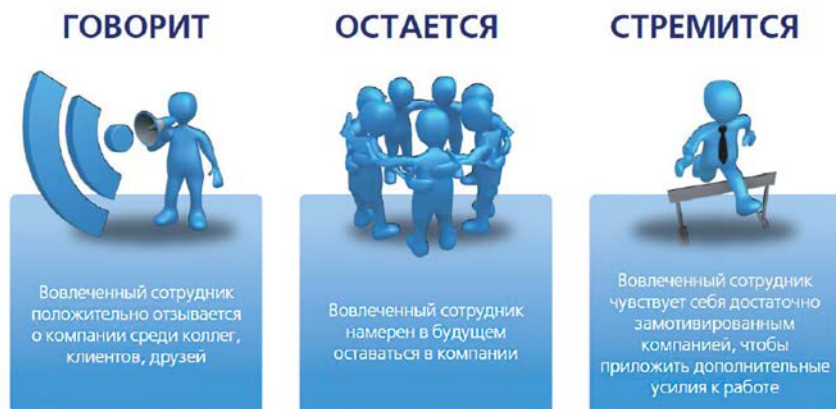 ГОВОРИТ
Вовлеченный сотрудник
положительно отзывается
о компании среди коллег,
клиентов, друзей
ОСТАЕТСЯ
Вовлеченный сотрудник
намерен в будущем
оставаться в компании
СТРЕМИТСЯ
Вовлеченный сотрудник
чувствует себя достаточно
замотивированным
компанией, чтобы
приложить дополнительные
усилия к работе